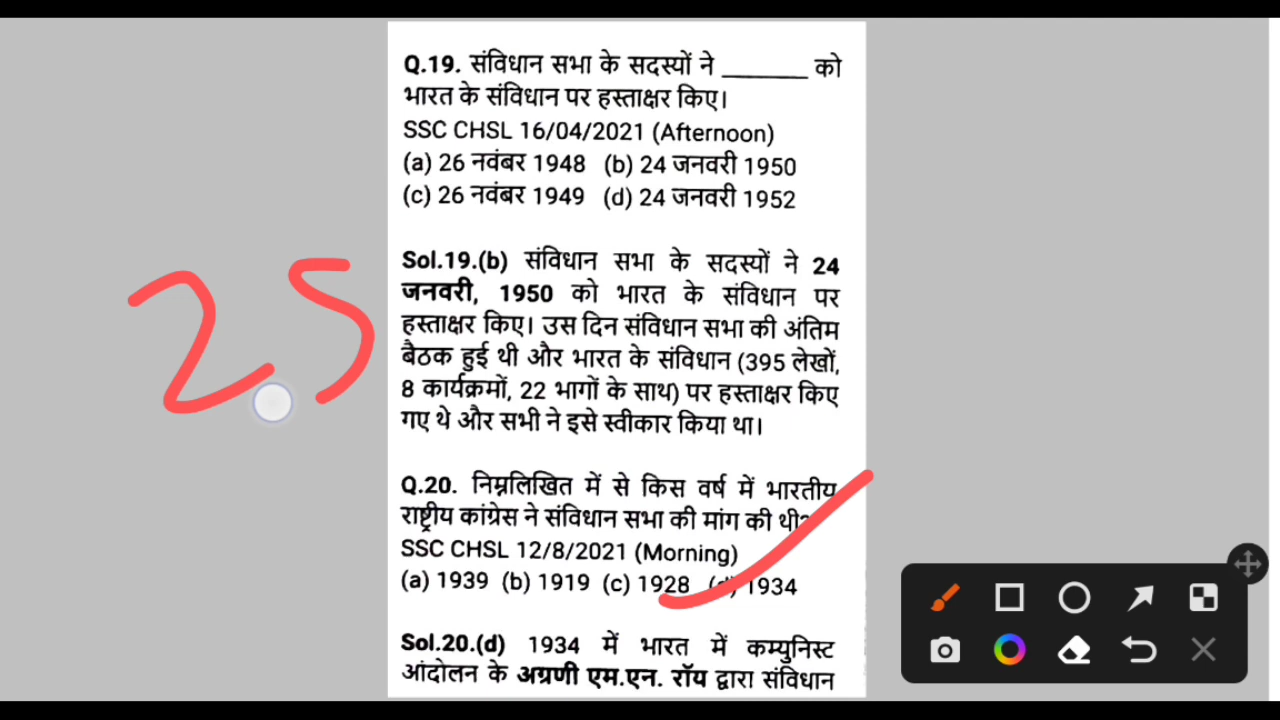 Q.19. संविधान सभा के सदस्यों ने _______ को
भारत के संविधान पर हस्ताक्षर किए।
SSC CHSL 16/04/2021 (Afternoon)
(a) 26 नवंबर 1948 (b) 24 जनवरी 1950
(c) 26 नवंबर 1949 (d) 24 जनवरी 1952
25
Sol.19.(b) संविधान सभा के सदस्यों ने 24
जनवरी, 1950 को भारत के संविधान पर
हस्ताक्षर किए। उस दिन संविधान सभा की अंतिम
बैठक हुई थी और भारत के संविधान (395 लेखों,
8 कार्यक्रमों, 22 भागों के साथ) पर हस्ताक्षर किए
गए थे और सभी ने इसे स्वीकार किया था।
Q.20. निम्नलिखित में से किस वर्ष में भारतीय
राष्ट्रीय कांग्रेस ने संविधान सभा की मांग की थी?
SSC CHSL 12/8/2021 (Morning)
(a) 1939 (b) 1919 (c) 1928 (d) 1934
Sol.20.(d) 1934 में भारत में कम्युनिस्ट
आंदोलन के अग्रणी एम.एन. रॉय द्वारा संविधान